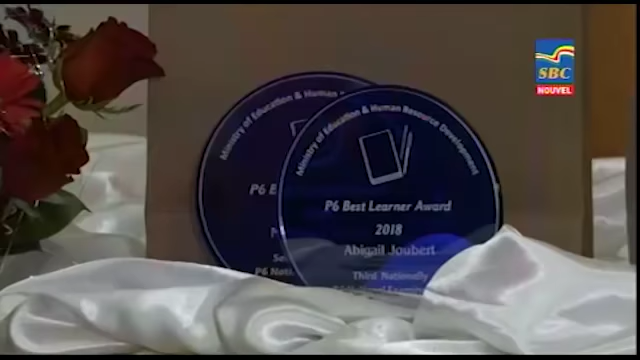 SBC
NOUVEL
Ministry of Education & Human
P6 B
Ministry of Education & Human Resource Development
P6 Best Learner Award
2018
Abigail Joubert
Third Nationally